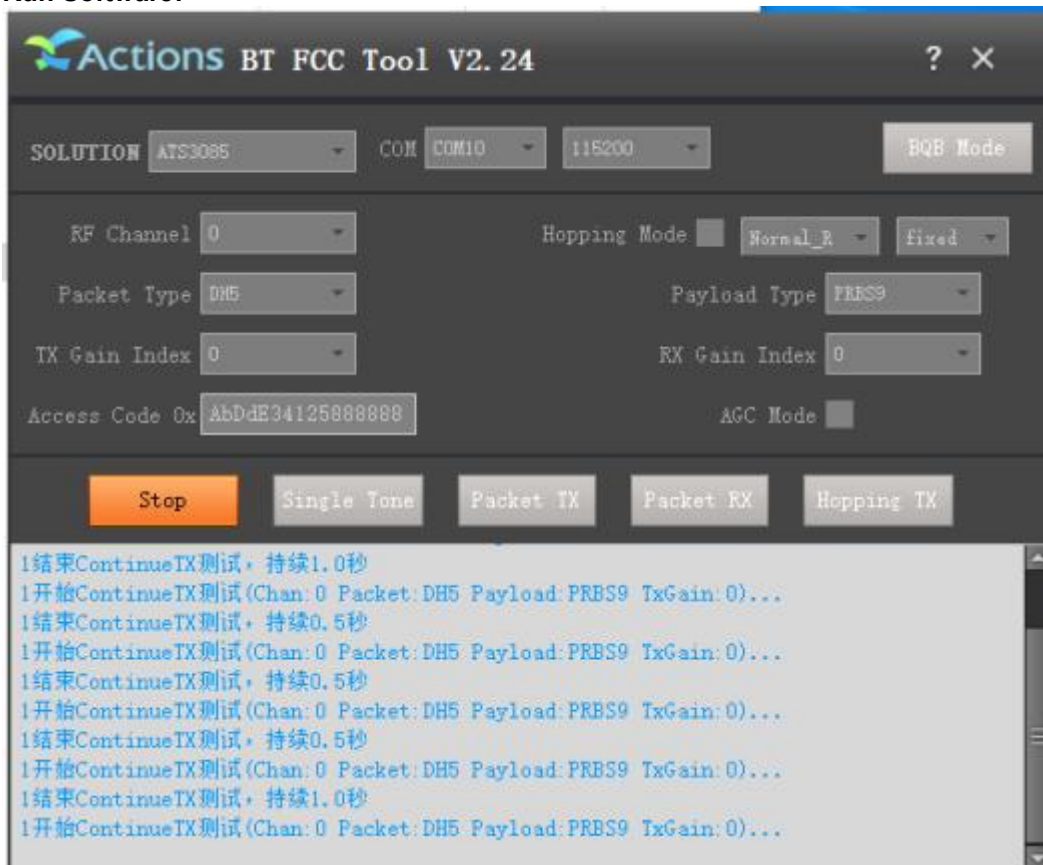 Actions BT FCC Tool V2.24 ? ×
SOLUTION ATS3085 COM COM10 115200 BQB Mode
RF Channel 0 Hopping Mode Normal_R fixed
Packet Type DH5 Payload Type PRBS9
TX Gain Index 0 RX Gain Index 0
Access Code 0x AbDdE34125888888 AGC Mode
Stop Single Tone Packet TX Packet RX Hopping TX
1结束ContinueTX测试，持续1.0秒
1开始ContinueTX测试(Chan:0 Packet:DH5 Payload:PRBS9 TxGain:0)...
1结束ContinueTX测试，持续0.5秒
1开始ContinueTX测试(Chan:0 Packet:DH5 Payload:PRBS9 TxGain:0)...
1结束ContinueTX测试，持续0.5秒
1开始ContinueTX测试(Chan:0 Packet:DH5 Payload:PRBS9 TxGain:0)...
1结束ContinueTX测试，持续0.5秒
1开始ContinueTX测试(Chan:0 Packet:DH5 Payload:PRBS9 TxGain:0)...
1结束ContinueTX测试，持续1.0秒
1开始ContinueTX测试(Chan:0 Packet:DH5 Payload:PRBS9 TxGain:0)...